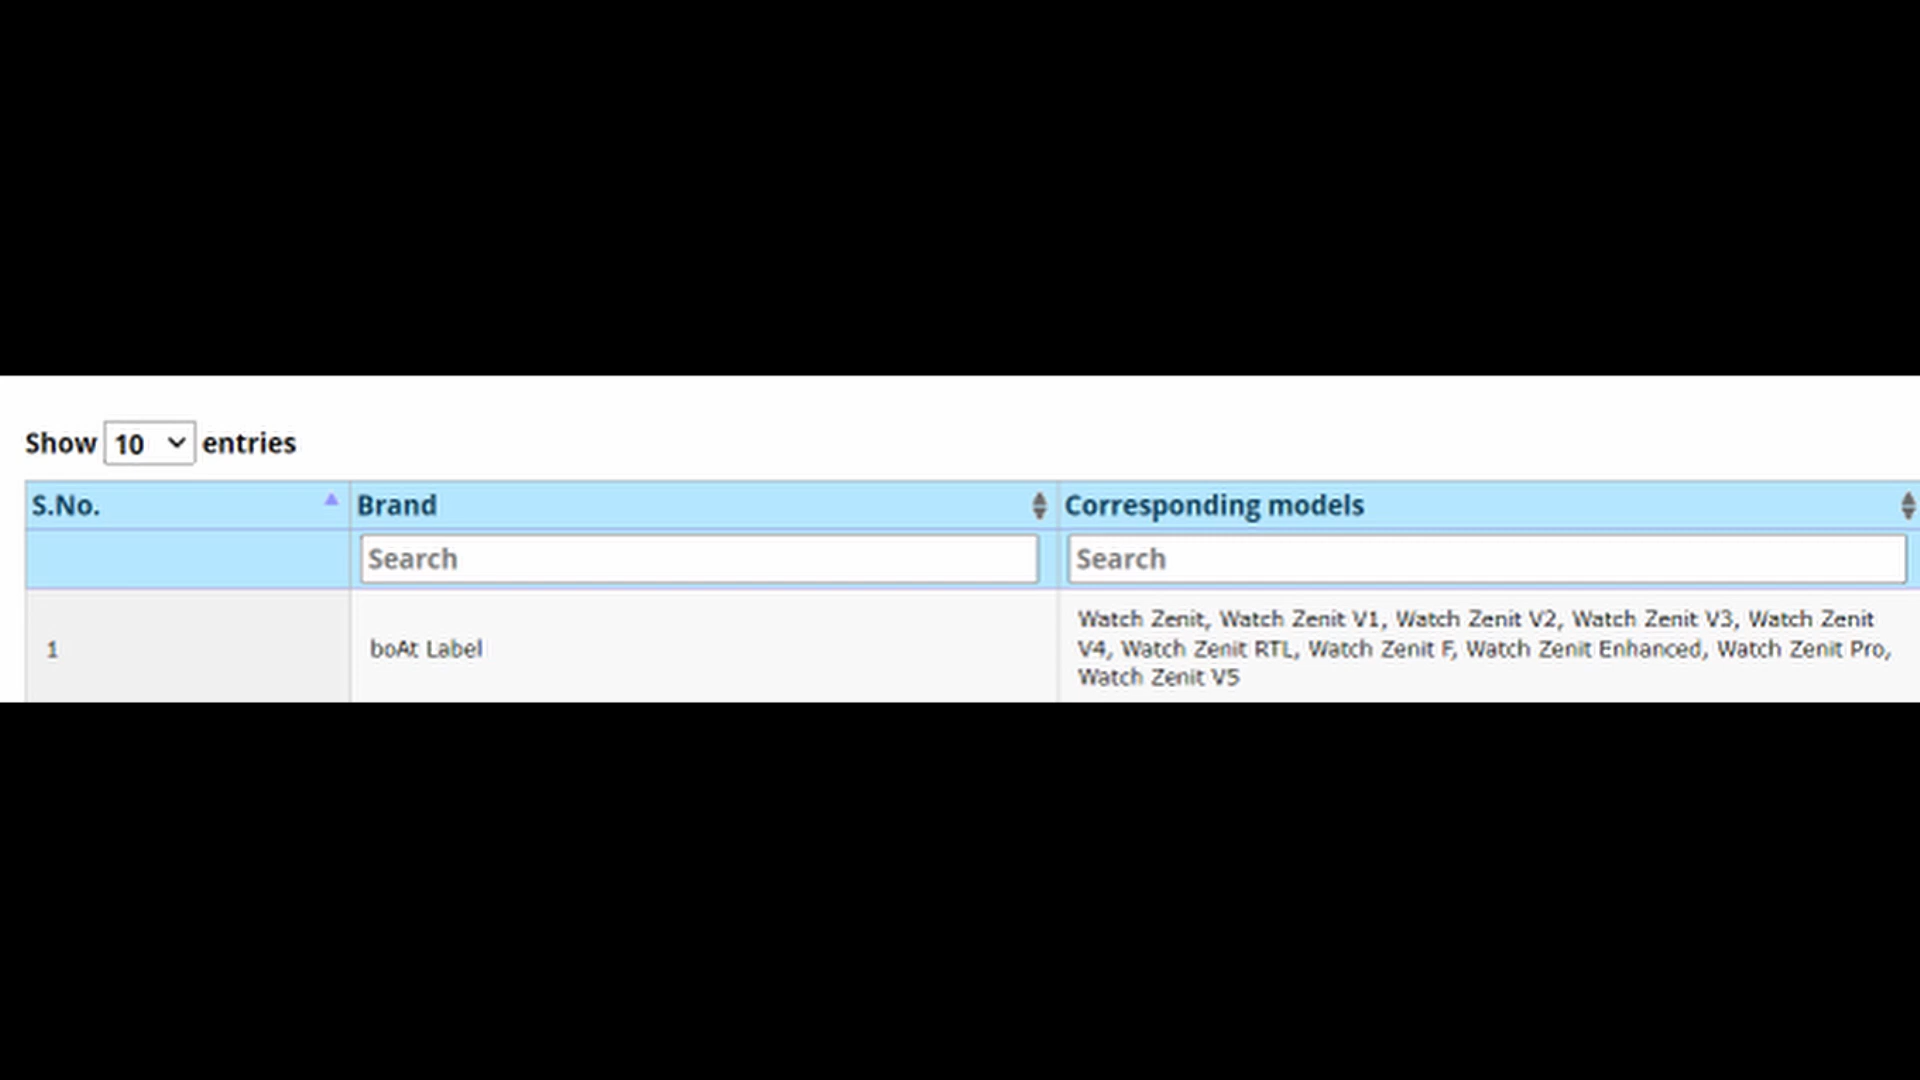 Show 10 entries
S.No. Brand Corresponding models
Search Search
1 boAt Label Watch Zenit, Watch Zenit V1, Watch Zenit V2, Watch Zenit V3, Watch Zenit
V4, Watch Zenit RTL, Watch Zenit F, Watch Zenit Enhanced, Watch Zenit Pro,
Watch Zenit V5